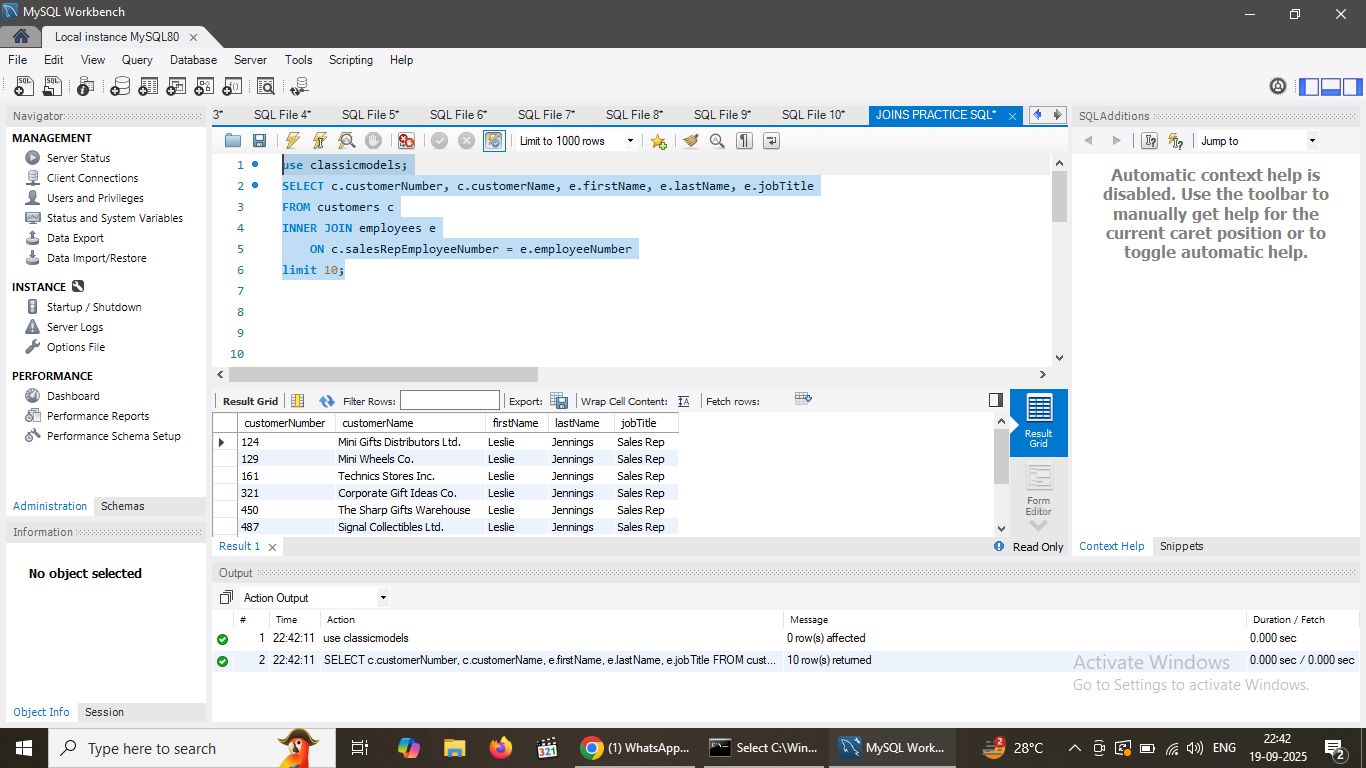 MySQL Workbench
Local instance MySQL80
File Edit View Query Database Server Tools Scripting Help
Navigator
MANAGEMENT
Server Status
Client Connections
Users and Privileges
Status and System Variables
Data Export
Data Import/Restore
INSTANCE
Startup / Shutdown
Server Logs
Options File
PERFORMANCE
Dashboard
Performance Reports
Performance Schema Setup
Administration Schemas
Information
No object selected
Object Info Session
3* SQL File 4* SQL File 5* SQL File 6* SQL File 7* SQL File 8* SQL File 9* SQL File 10* JOINS PRACTICE SQL*
Limit to 1000 rows
1 use classicmodels;
2 SELECT c.customerNumber, c.customerName, e.firstName, e.lastName, e.jobTitle
3 FROM customers c
4 INNER JOIN employees e
5 ON c.salesRepEmployeeNumber = e.employeeNumber
6 limit 10;
7
8
9
10
Result Grid Filter Rows: Export: Wrap Cell Content: Fetch rows:
customerNumber customerName firstName lastName jobTitle
124 Mini Gifts Distributors Ltd. Leslie Jennings Sales Rep
129 Mini Wheels Co. Leslie Jennings Sales Rep
161 Technics Stores Inc. Leslie Jennings Sales Rep
321 Corporate Gift Ideas Co. Leslie Jennings Sales Rep
450 The Sharp Gifts Warehouse Leslie Jennings Sales Rep
487 Signal Collectibles Ltd. Leslie Jennings Sales Rep
Result Grid
Form Editor
Result 1
Read Only
SQLAdditions
Jump to
Automatic context help is
disabled. Use the toolbar to
manually get help for the
current caret position or to
toggle automatic help.
Context Help Snippets
Output
Action Output
# Time Action Message Duration / Fetch
1 22:42:11 use classicmodels 0 row(s) affected 0.000 sec
2 22:42:11 SELECT c.customerNumber, c.customerName, e.firstName, e.lastName, e.jobTitle FROM cust... 10 row(s) returned 0.000 sec / 0.000 sec
Activate Windows
Go to Settings to activate Windows.
Type here to search
321
(1) WhatsApp...
Select C:\Win...
MySQL Work...
2
28°C
ENG
22:42
19-09-2025
2